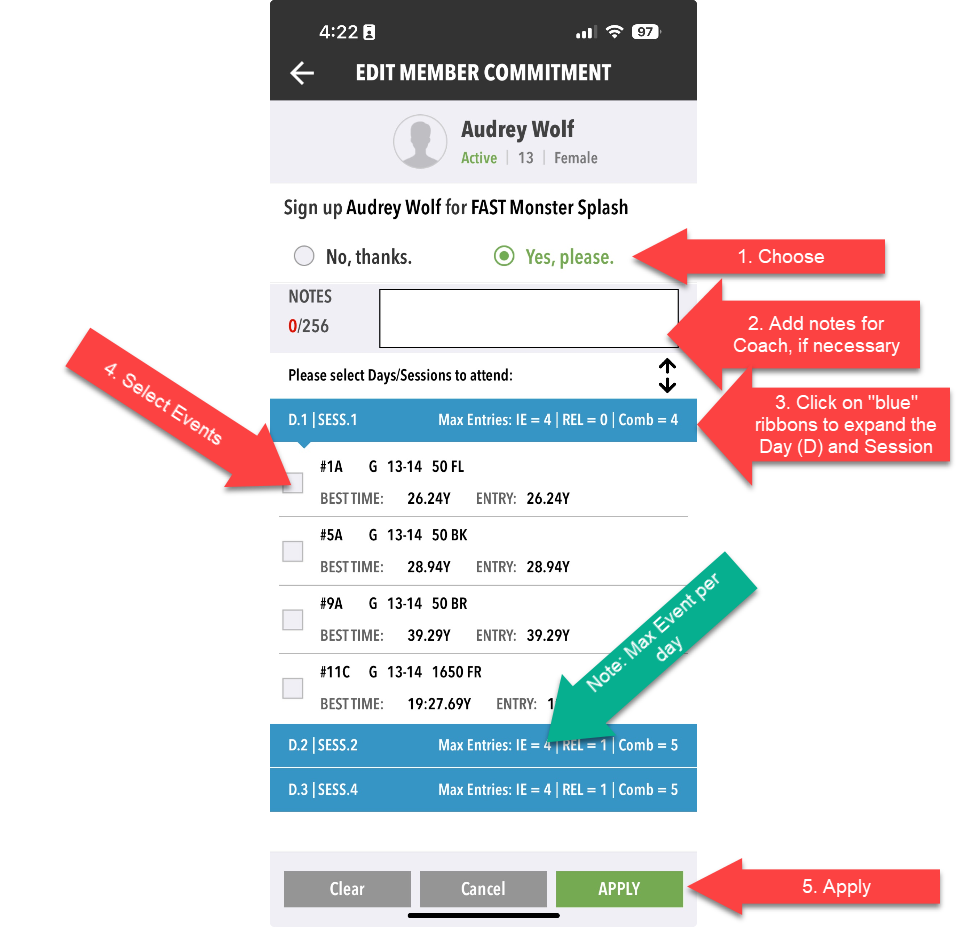 4:22
97
EDIT MEMBER COMMITMENT
Audrey Wolf
Active | 13 | Female
Sign up Audrey Wolf for FAST Monster Splash
No, thanks.
Yes, please.
1. Choose
NOTES
0/256
2. Add notes for
Coach, if necessary
Please select Days/Sessions to attend:
3. Click on "blue"
ribbons to expand the
Day (D) and Session
4. Select Events
D.1 | SESS.1 Max Entries: IE = 4 | REL = 0 | Comb = 4
#1A G 13-14 50 FL
BEST TIME: 26.24Y ENTRY: 26.24Y
#5A G 13-14 50 BK
BEST TIME: 28.94Y ENTRY: 28.94Y
#9A G 13-14 50 BR
BEST TIME: 39.29Y ENTRY: 39.29Y
#11C G 13-14 1650 FR
BEST TIME: 19:27.69Y ENTRY:
Note: Max Event per
day
D.2 | SESS.2 Max Entries: IE = 4 | REL = 1 | Comb = 5
D.3 | SESS.4 Max Entries: IE = 4 | REL = 1 | Comb = 5
Clear
Cancel
APPLY
5. Apply